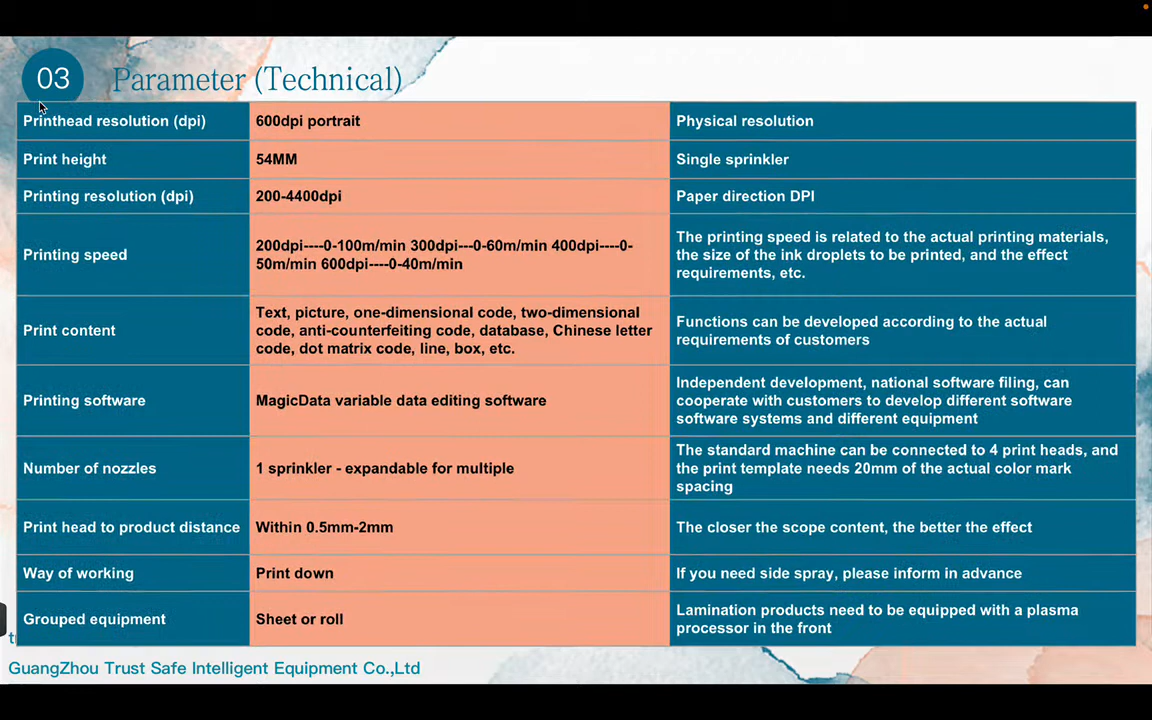 03
Parameter (Technical)
Printhead resolution (dpi)
600dpi portrait
Physical resolution
Print height
54MM
Single sprinkler
Printing resolution (dpi)
200-4400dpi
Paper direction DPI
Printing speed
200dpi----0-100m/min 300dpi---0-60m/min 400dpi----0-
50m/min 600dpi----0-40m/min
The printing speed is related to the actual printing materials,
the size of the ink droplets to be printed, and the effect
requirements, etc.
Print content
Text, picture, one-dimensional code, two-dimensional
code, anti-counterfeiting code, database, Chinese letter
code, dot matrix code, line, box, etc.
Functions can be developed according to the actual
requirements of customers
Printing software
MagicData variable data editing software
Independent development, national software filing, can
cooperate with customers to develop different software
software systems and different equipment
Number of nozzles
1 sprinkler - expandable for multiple
The standard machine can be connected to 4 print heads, and
the print template needs 20mm of the actual color mark
spacing
Print head to product distance
Within 0.5mm-2mm
The closer the scope content, the better the effect
Way of working
Print down
If you need side spray, please inform in advance
Grouped equipment
Sheet or roll
Lamination products need to be equipped with a plasma
processor in the front
GuangZhou Trust Safe Intelligent Equipment Co.,Ltd